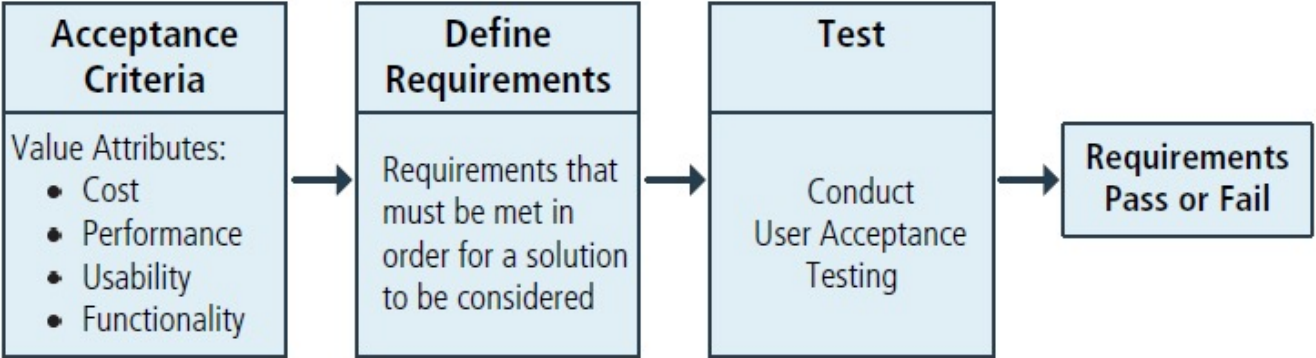 Acceptance
Criteria
Value Attributes:
• Cost
• Performance
• Usability
• Functionality
Define
Requirements
Requirements that
must be met in
order for a solution
to be considered
Test
Conduct
User Acceptance
Testing
Requirements
Pass or Fail